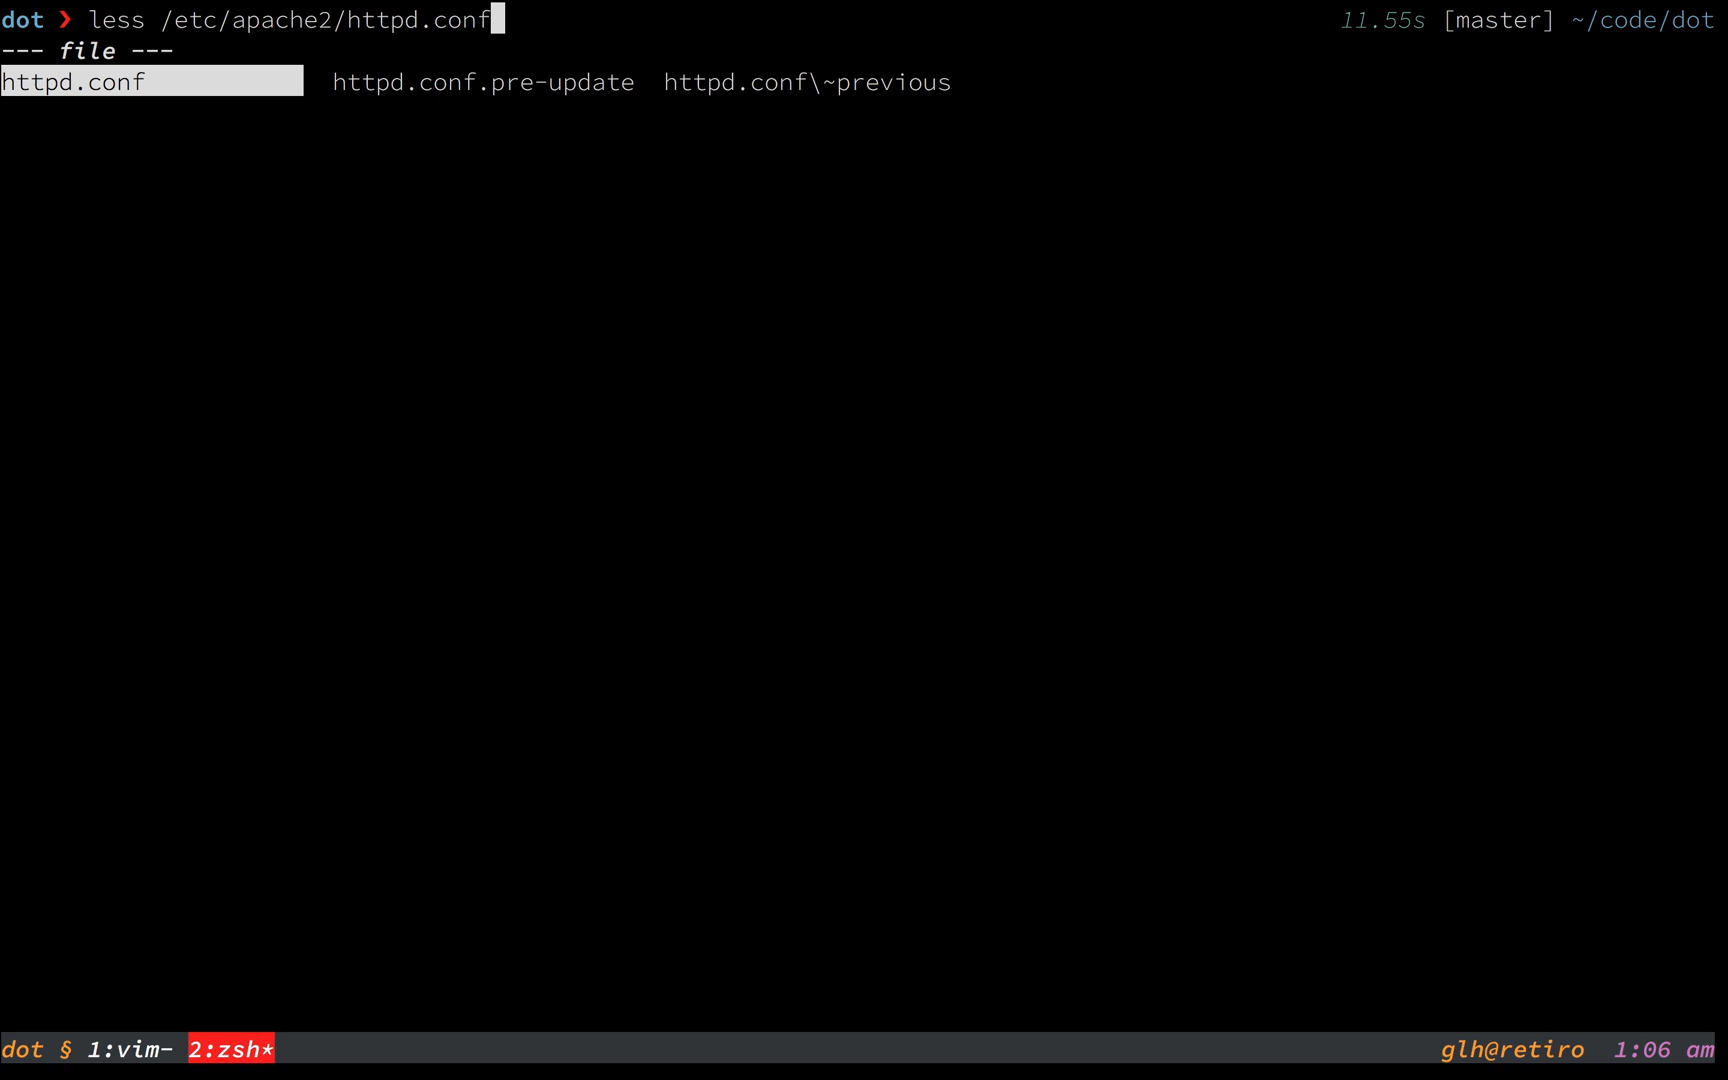 dot ❯ less /etc/apache2/httpd.conf 11.55s [master] ~/code/dot
--- file ---
httpd.conf httpd.conf.pre-update httpd.conf\~previous
dot § 1:vim- 2:zsh* glh@retiro 1:06 am